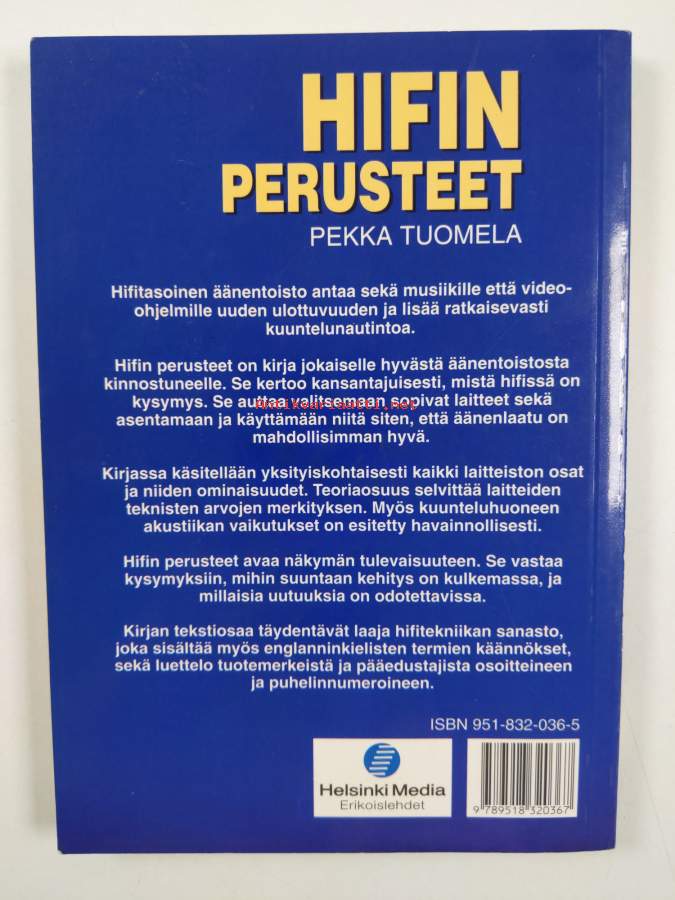 HIFIN
PERUSTEET
PEKKA TUOMELA
Hifitasoinen äänentoisto antaa sekä musiikille että video-
ohjelmille uuden ulottuvuuden ja lisää ratkaisevasti
kuuntelunautintoa.
Hifin perusteet on kirja jokaiselle hyvästä äänentoistosta
kinnostuneelle. Se kertoo kansantajuisesti, mistä hifissä on
kysymys. Se auttaa valitsemaan sopivat laitteet sekä
Antikvariaatti.net
asentamaan ja käyttämään niitä siten, että äänenlaatu on
mahdollisimman hyvä.
Kirjassa käsitellään yksityiskohtaisesti kaikki laitteiston osat
ja niiden ominaisuudet. Teoriaosuus selvittää laitteiden
teknisten arvojen merkityksen. Myös kuunteluhuoneen
akustiikan vaikutukset on esitetty havainnollisesti.
Hifin perusteet avaa näkymän tulevaisuuteen. Se vastaa
kysymyksiin, mihin suuntaan kehitys on kulkemassa, ja
millaisia uutuuksia on odotettavissa.
Kirjan tekstiosaa täydentävät laaja hifitekniikan sanasto,
joka sisältää myös englanninkielisten termien käännökset,
sekä luettelo tuotemerkeistä ja pääedustajista osoitteineen
ja puhelinnumeroineen.
ISBN 951-832-036-5
Helsinki Media
Erikoislehdet
9 789518 320367